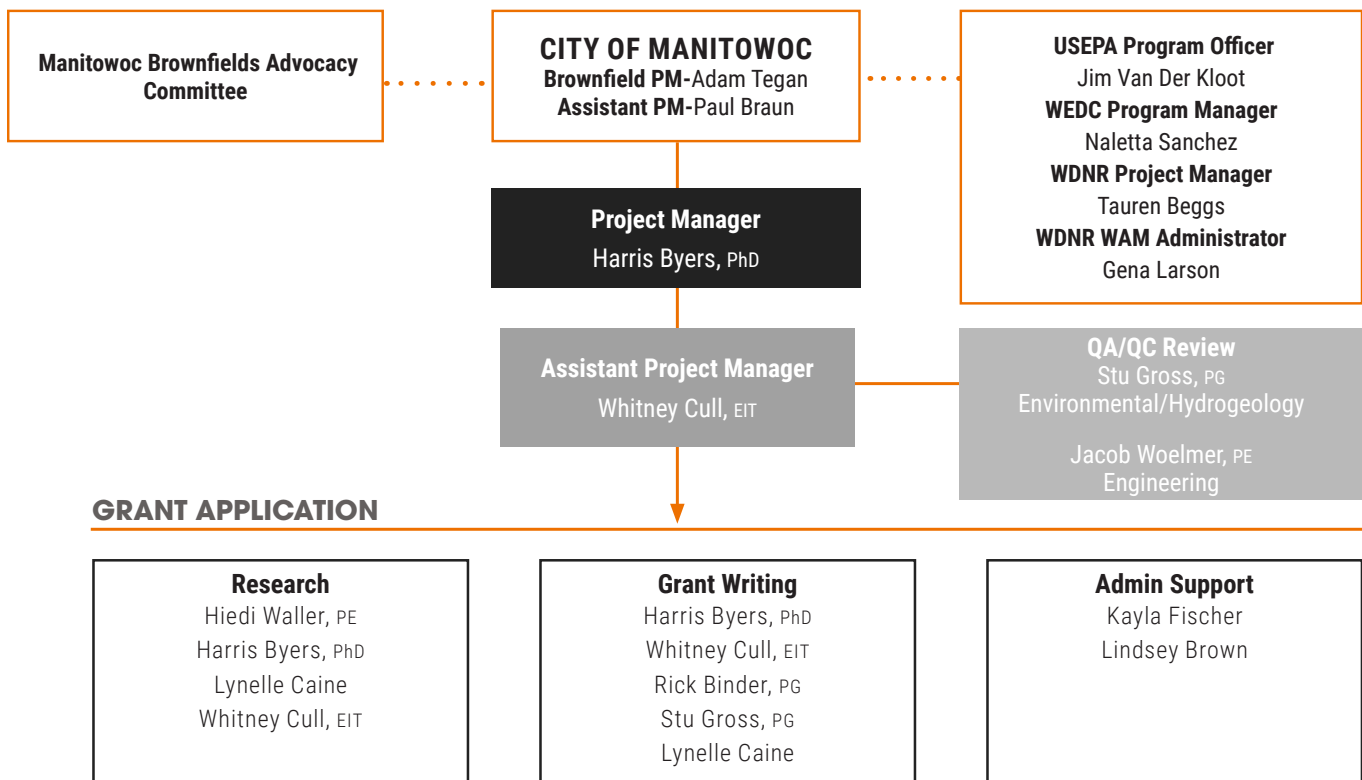 Manitowoc Brownfields Advocacy
Committee
CITY OF MANITOWOC
Brownfield PM-Adam Tegan
Assistant PM-Paul Braun
USEPA Program Officer
Jim Van Der Kloot
WEDC Program Manager
Naletta Sanchez
WDNR Project Manager
Tauren Beggs
WDNR WAM Administrator
Gena Larson
Project Manager
Harris Byers, PhD
Assistant Project Manager
Whitney Cull, EIT
QA/QC Review
Stu Gross, PG
Environmental/Hydrogeology
Jacob Woelmer, PE
Engineering
GRANT APPLICATION
Research
Hiedi Waller, PE
Harris Byers, PhD
Lynelle Caine
Whitney Cull, EIT
Grant Writing
Harris Byers, PhD
Whitney Cull, EIT
Rick Binder, PG
Stu Gross, PG
Lynelle Caine
Admin Support
Kayla Fischer
Lindsey Brown